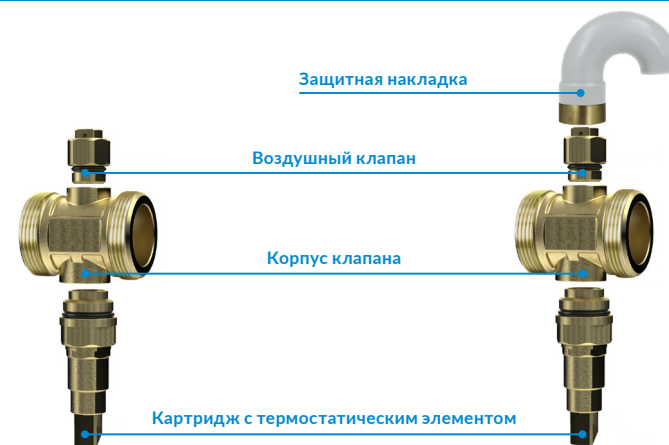 Защитная накладка
Воздушный клапан
Корпус клапана
Картридж с термостатическим элементом